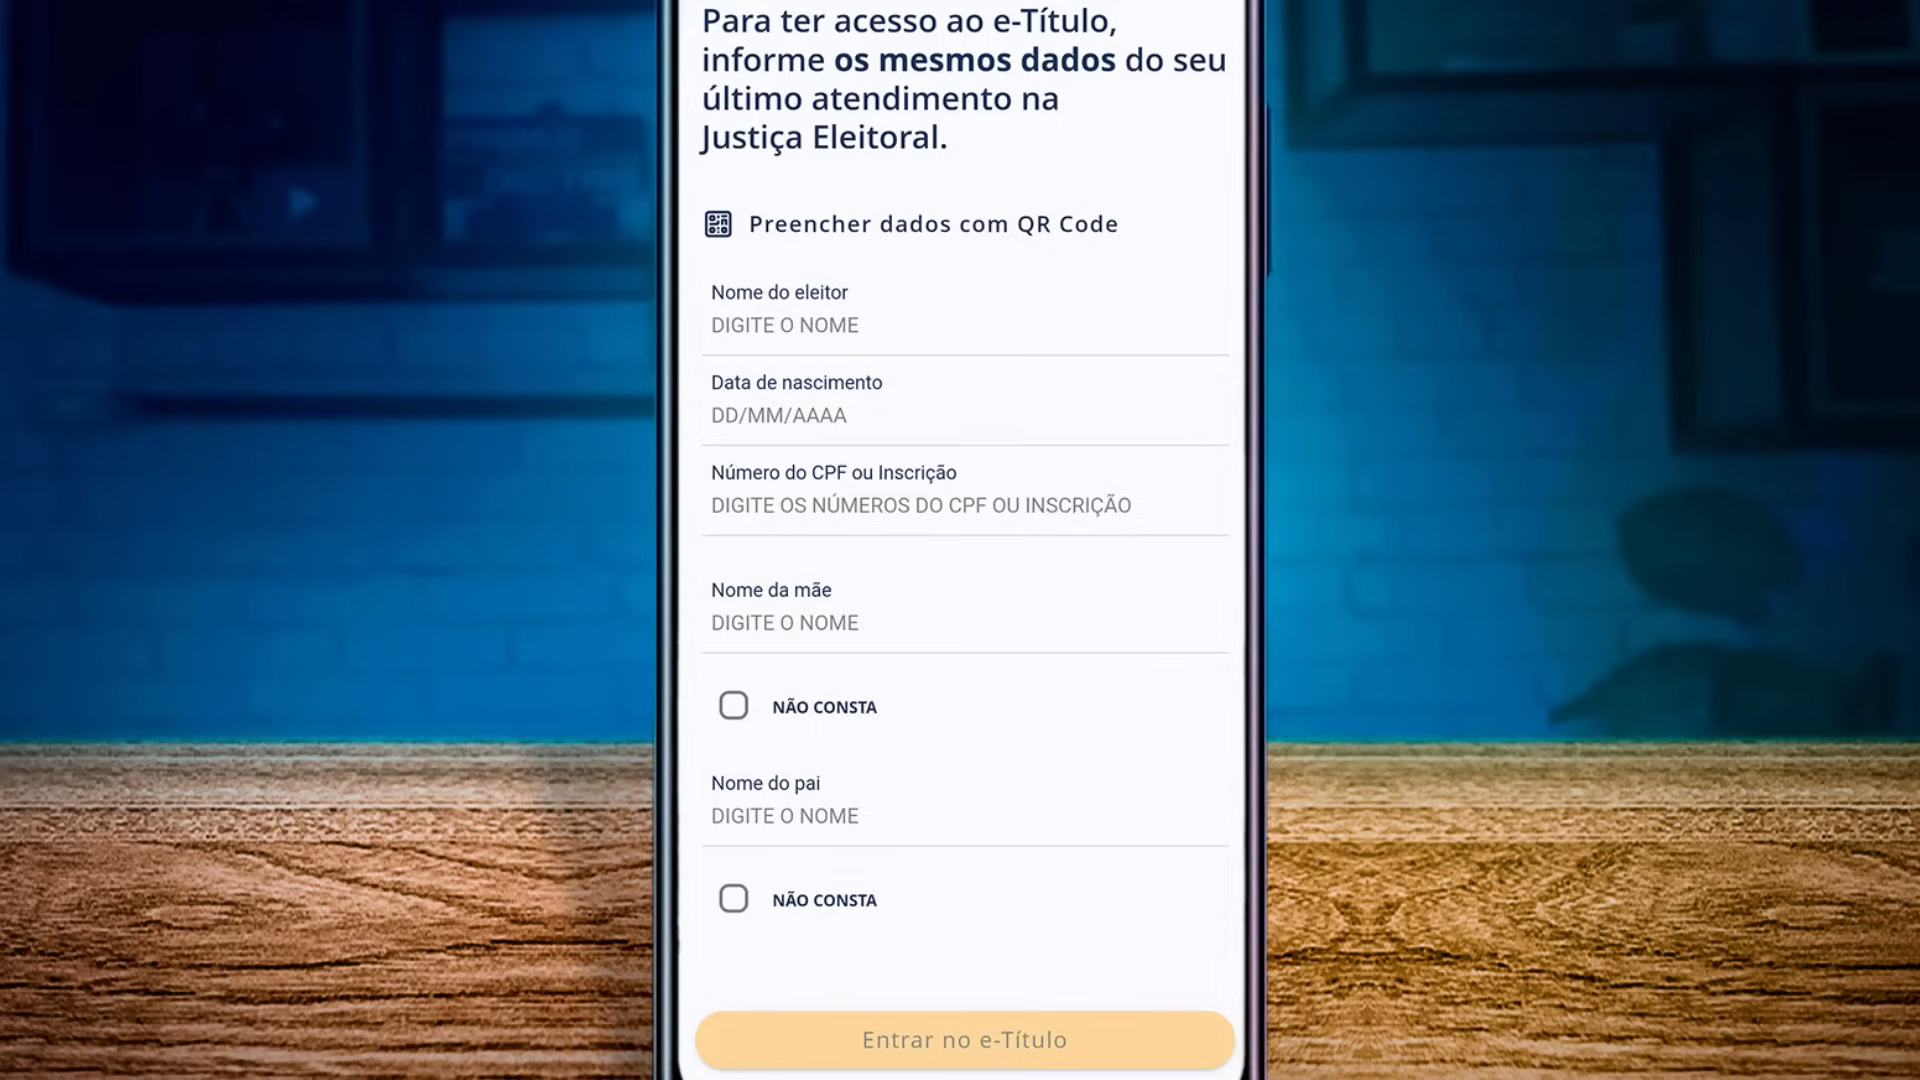 Para ter acesso ao e-Título,
informe os mesmos dados do seu
último atendimento na
Justiça Eleitoral.
Preencher dados com QR Code
Nome do eleitor
DIGITE O NOME
Data de nascimento
DD/MM/AAAA
Número do CPF ou Inscrição
DIGITE OS NÚMEROS DO CPF OU INSCRIÇÃO
Nome da mãe
DIGITE O NOME
NÃO CONSTA
Nome do pai
DIGITE O NOME
NÃO CONSTA
Entrar no e-Título